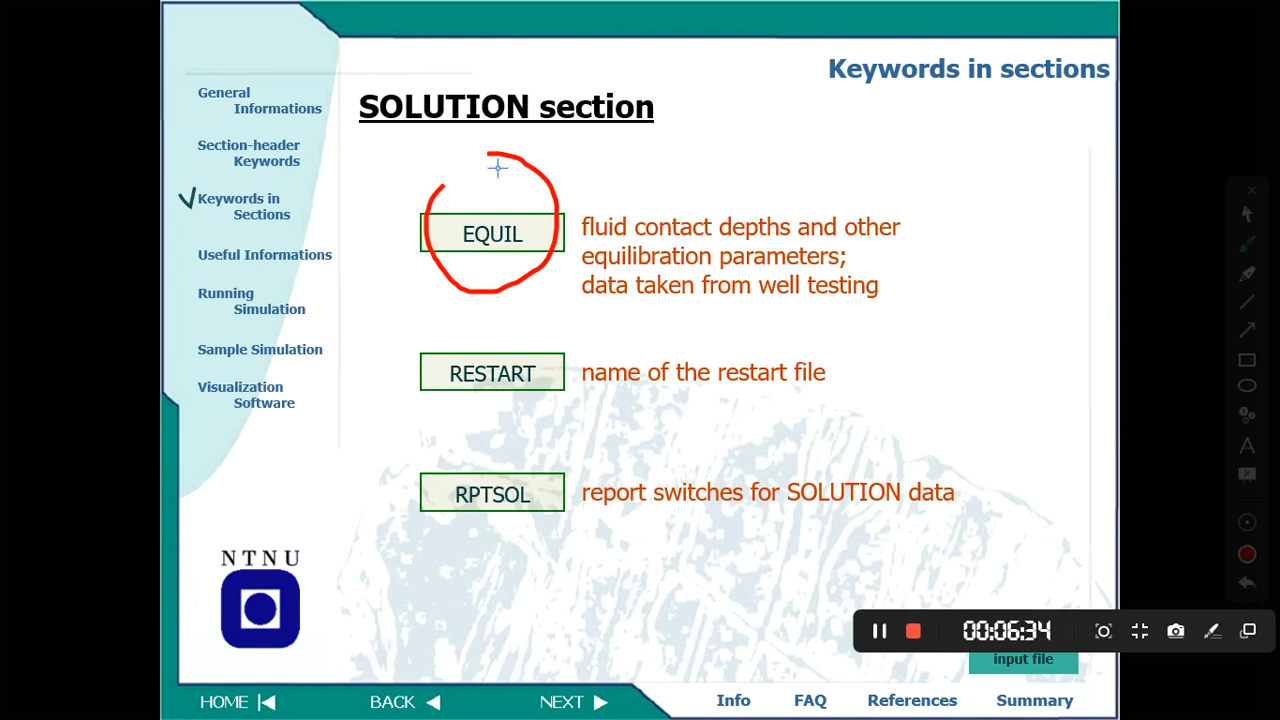 Keywords in sections
SOLUTION section
General
Informations
Section-header
Keywords
Keywords in
Sections
Useful Informations
Running
Simulation
Sample Simulation
Visualization
Software
EQUIL
fluid contact depths and other
equilibration parameters;
data taken from well testing
RESTART
name of the restart file
RPTSOL
report switches for SOLUTION data
NTNU
00:06:34
input file
HOME
BACK
NEXT
Info
FAQ
References
Summary
A